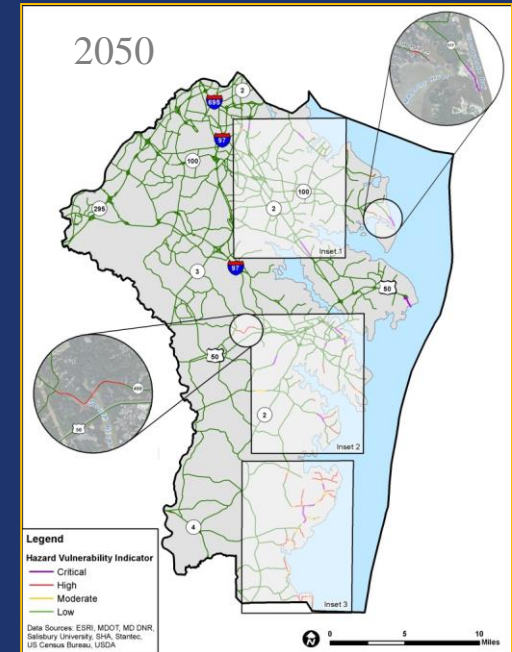 2050
2
695
97
100
100
2
295
3
97
50
50
50
2
4
Inset 1
Inset 2
Inset 3
50
Legend
Hazard Vulnerability Indicator
Critical
High
Moderate
Low
Data Sources: ESRI, MDOT, MD DNR,
Salisbury University, SHA, Stantec,
US Census Bureau, USDA
0 5 10
Miles